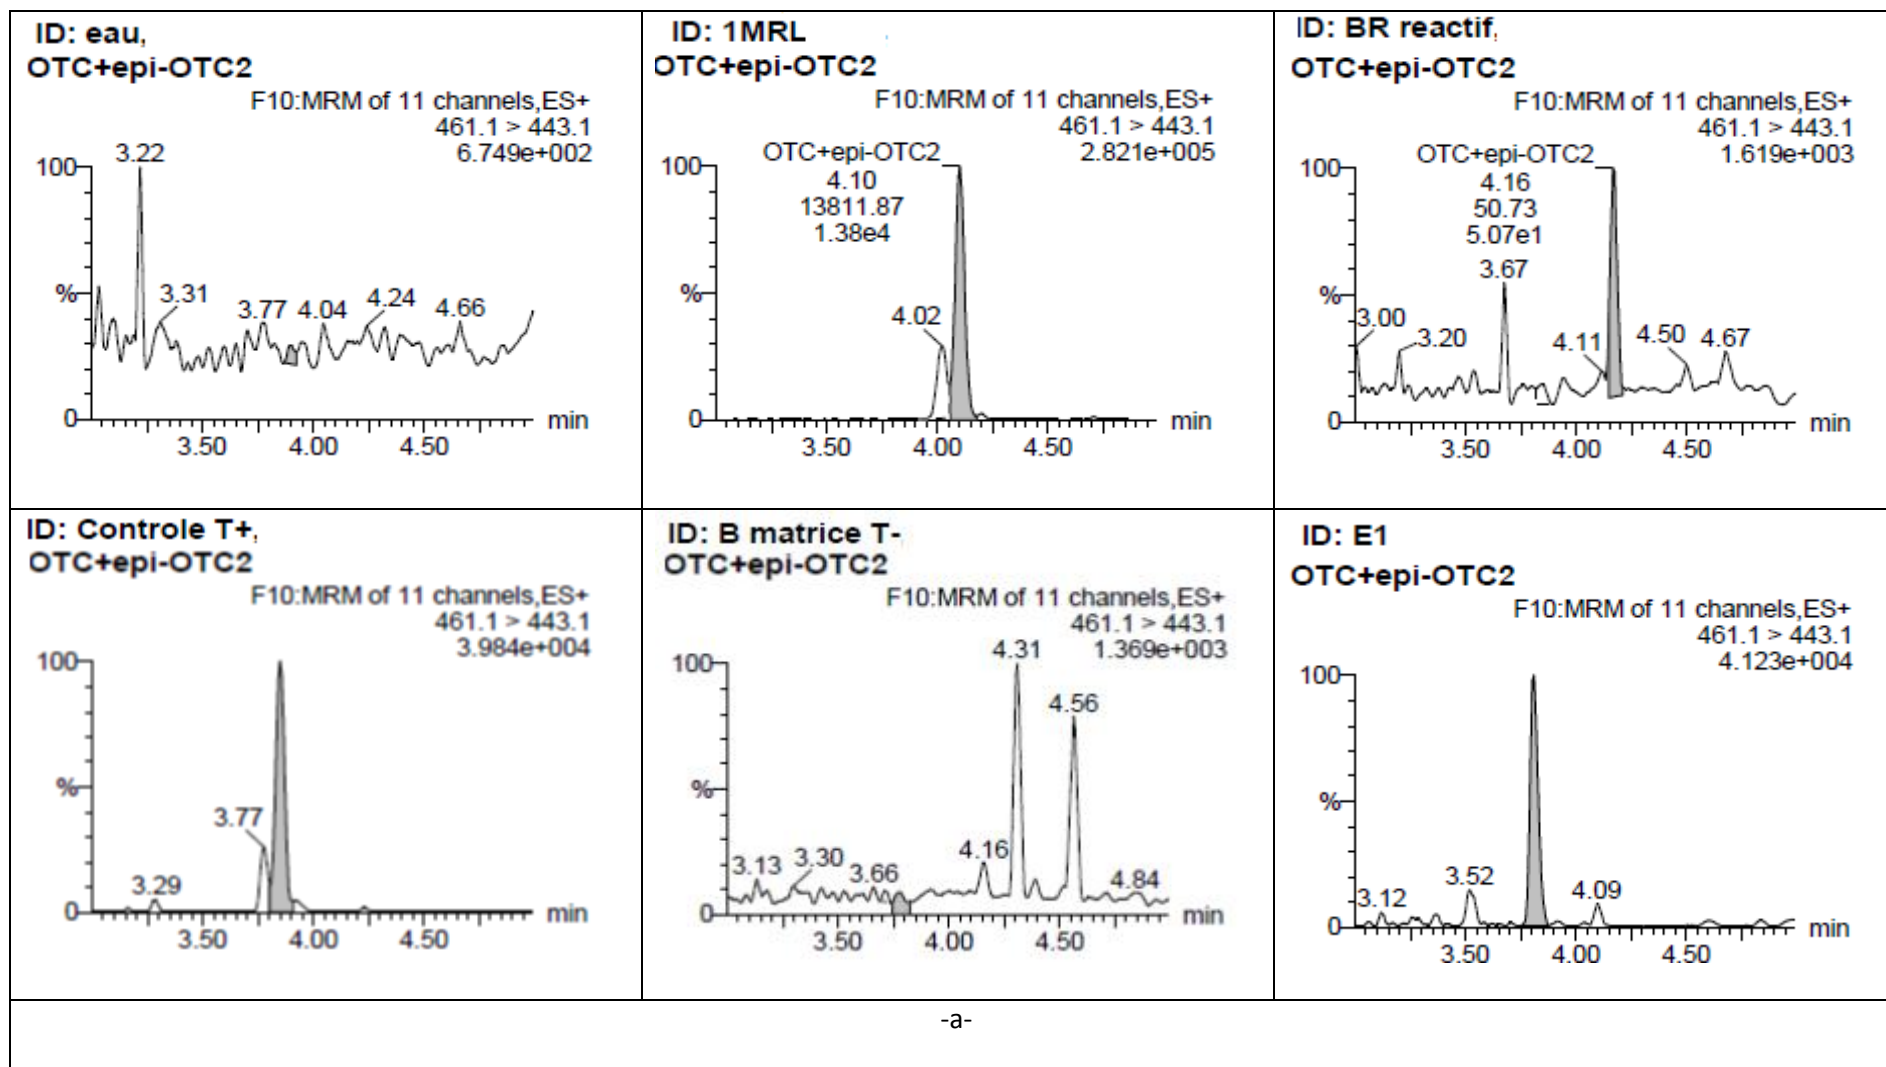 ID: eau,
OTC+epi-OTC2
F10:MRM of 11 channels,ES+
461.1 > 443.1
6.749e+002
3.22
100
3.31
3.77
4.04
4.24
4.66
%
0
min
3.50
4.00
4.50
ID: 1MRL
OTC+epi-OTC2
F10:MRM of 11 channels,ES+
461.1 > 443.1
2.821e+005
OTC+epi-OTC2
4.10
13811.87
1.38e4
100
4.02
%
0
min
3.50
4.00
4.50
ID: BR reactif,
OTC+epi-OTC2
F10:MRM of 11 channels,ES+
461.1 > 443.1
1.619e+003
OTC+epi-OTC2
4.16
50.73
5.07e1
100
3.67
3.00
3.20
4.11
4.50
4.67
%
0
min
3.50
4.00
4.50
ID: Controle T+,
OTC+epi-OTC2
F10:MRM of 11 channels,ES+
461.1 > 443.1
3.984e+004
100
%
3.77
3.29
0
min
3.50
4.00
4.50
ID: B matrice T-
OTC+epi-OTC2
F10:MRM of 11 channels,ES+
461.1 > 443.1
1.369e+003
4.31
100
4.56
%
3.13
3.30
3.66
4.16
4.84
0
min
3.50
4.00
4.50
ID: E1
OTC+epi-OTC2
F10:MRM of 11 channels,ES+
461.1 > 443.1
4.123e+004
100
%
3.12
3.52
4.09
0
min
3.50
4.00
4.50
-a-